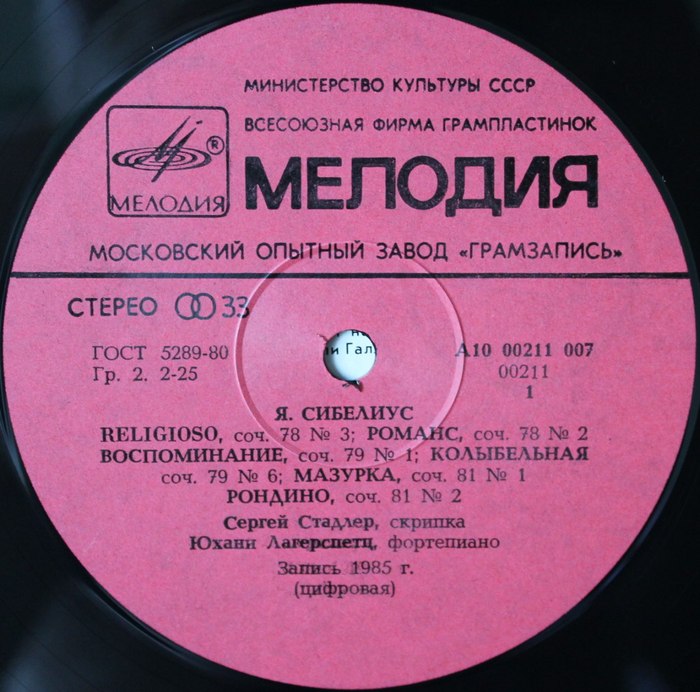 МИНИСТЕРСТВО КУЛЬТУРЫ СССР
ВСЕСОЮЗНАЯ ФИРМА ГРАМПЛАСТИНОК
® МЕЛОДИЯ
МЕЛОДИЯ
МОСКОВСКИЙ ОПЫТНЫЙ ЗАВОД «ГРАМЗАПИСЬ»
СТЕРЕО 33
ГОСТ 5289-80
Гр. 2. 2-25
А10 00211 007
00211
1
Я. СИБЕЛИУС
RELIGIOSO, соч. 78 № 3; РОМАНС, соч. 78 № 2
ВОСПОМИНАНИЕ, соч. 79 № 1; КОЛЫБЕЛЬНАЯ
соч. 79 № 6; МАЗУРКА, соч. 81 № 1
РОНДИНО, соч. 81 № 2
Сергей Стадлер, скрипка
Юхани Лагерспетц, фортепиано
Запись 1985 г.
(цифровая)